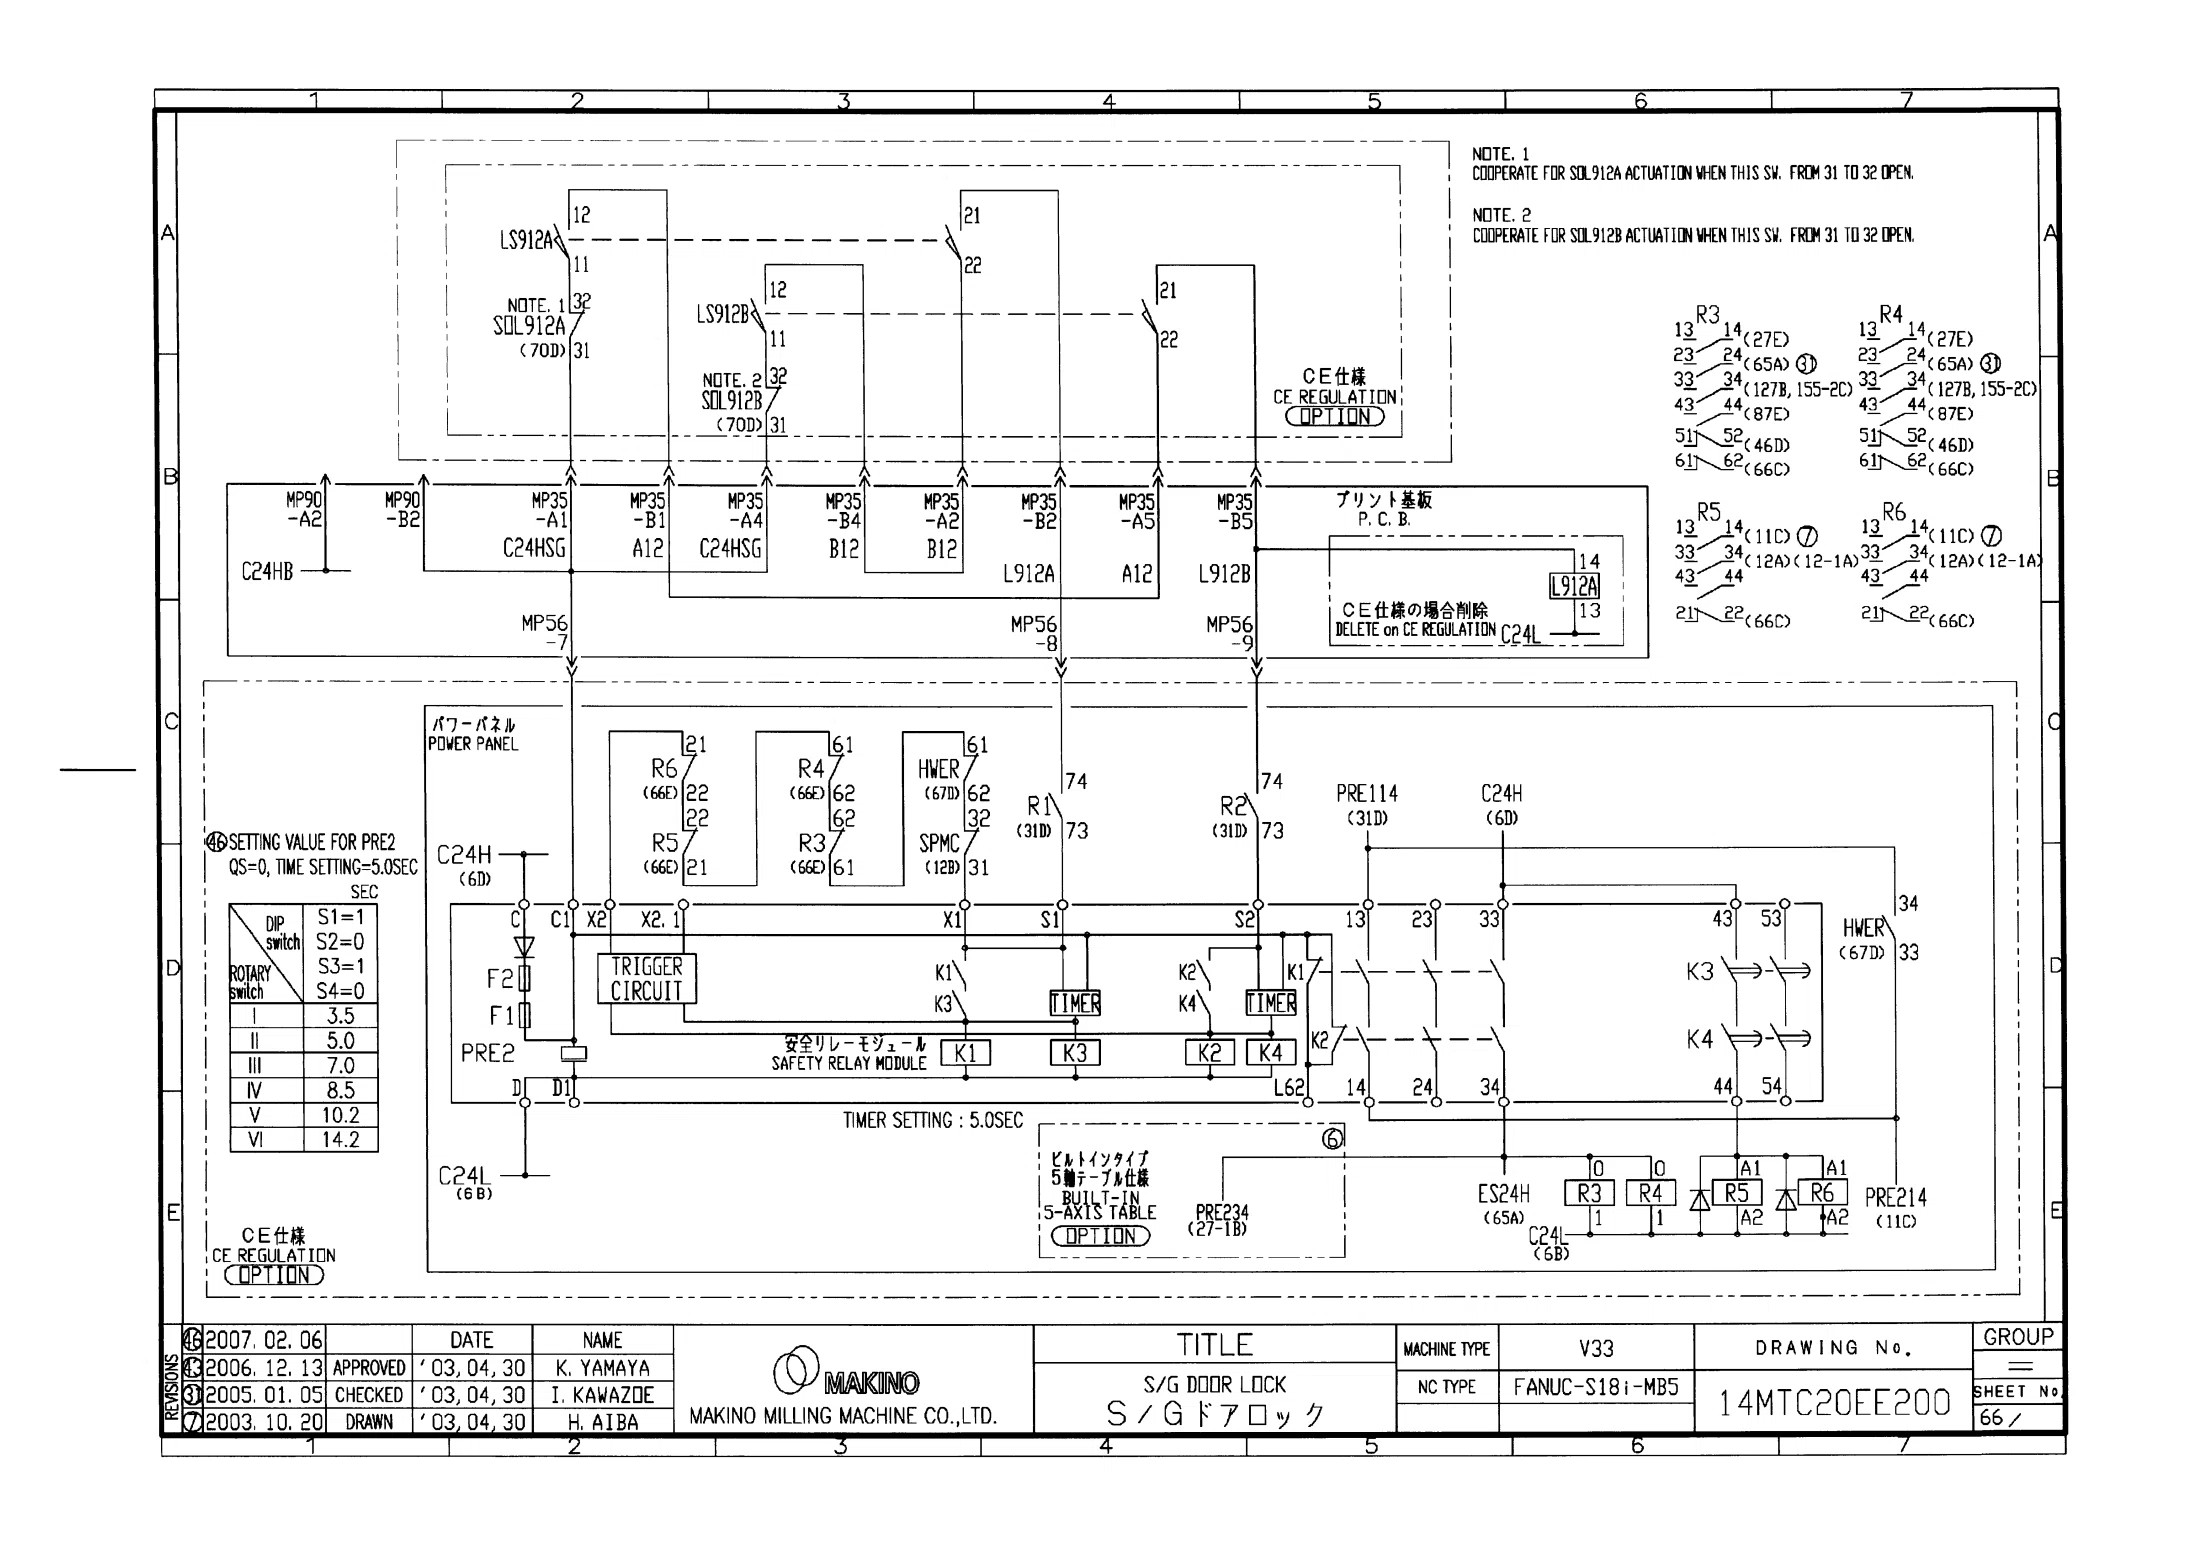 1 2 3 4 5 6 7
A
B
C
D
E
A
B
C
D
E
NOTE. 1
COOPERATE FOR SOL912A ACTUATION WHEN THIS SW. FROM 31 TO 32 OPEN.
NOTE. 2
COOPERATE FOR SOL912B ACTUATION WHEN THIS SW. FROM 31 TO 32 OPEN.
12
LS912A
11
NOTE. 1 32
SOL912A
(70D) 31
12
LS912B
11
NOTE. 2 32
SOL912B
(70D) 31
21
22
21
22
CE仕様
CE REGULATION
OPTION
R3
13 14 (27E)
23 24 (65A) 31
33 34 (127B, 155-2C)
43 44 (87E)
51 52 (46D)
61 62 (66C)
R4
13 14 (27E)
23 24 (65A) 31
33 34 (127B, 155-2C)
43 44 (87E)
51 52 (46D)
61 62 (66C)
R5
13 14 (11C) 7
33 34 (12A)(12-1A)
43 44
21 22 (66C)
R6
13 14 (11C) 7
33 34 (12A)(12-1A)
43 44
21 22 (66C)
MP90
-A2
MP90
-B2
MP35
-A1
MP35
-B1
MP35
-A4
MP35
-B4
MP35
-A2
MP35
-B2
MP35
-A5
MP35
-B5
C24HB
C24HSG
A12
C24HSG
B12
B12
L912A
A12
L912B
プリント基板
P. C. B.
14
L912A
13
CE仕様の場合削除
DELETE on CE REGULATION
C24L
MP56
-7
MP56
-8
MP56
-9
パワーパネル
POWER PANEL
21
R6
(66E) 22
22
R5
(66E) 21
61
R4
(66E) 62
62
R3
(66E) 61
61
HWER
(67D) 62
32
SPMC
(12B) 31
74
R1
(31D) 73
74
R2
(31D) 73
PRE114
(31D)
C24H
(6D)
46 SETTING VALUE FOR PRE2
QS=0, TIME SETTING=5.0SEC
SEC
DIP
switch
ROTARY
switch
S1=1
S2=0
S3=1
S4=0
I 3.5
II 5.0
III 7.0
IV 8.5
V 10.2
VI 14.2
C24H
(6D)
C C1 X2 X2. 1 X1 S1 S2 13 23 33 43 53
34
HWER
(67D) 33
F2
F1
PRE2
TRIGGER
CIRCUIT
K1
K3
TIMER
K2
K4
TIMER
K1
K2
K3
K4
安全リレーモジュール
SAFETY RELAY MODULE
K1 K3 K2 K4
D D1 L62 14 24 34 44 54
TIMER SETTING : 5.0SEC
C24L
(6B)
6
ビルトインタイプ
5軸テーブル仕様
BUILT-IN
5-AXIS TABLE
OPTION
PRE234
(27-1B)
ES24H
(65A)
0
R3
1
0
R4
1
A1
R5
A2
A1
R6
A2
C24L
(6B)
PRE214
(11C)
CE仕様
CE REGULATION
OPTION
REVISIONS
46 2007. 02. 06 DATE NAME
43 2006. 12. 13 APPROVED '03, 04, 30 K. YAMAYA
31 2005. 01. 05 CHECKED '03, 04, 30 I. KAWAZOE
7 2003. 10. 20 DRAWN '03, 04, 30 H. AIBA
MAKINO
MAKINO MILLING MACHINE CO.,LTD.
TITLE
S/G DOOR LOCK
S/Gドアロック
MACHINE TYPE V33
NC TYPE FANUC-S18i-MB5
DRAWING No.
14MTC20EE200
GROUP
=
SHEET No.
66/
1 2 3 4 5 6 7